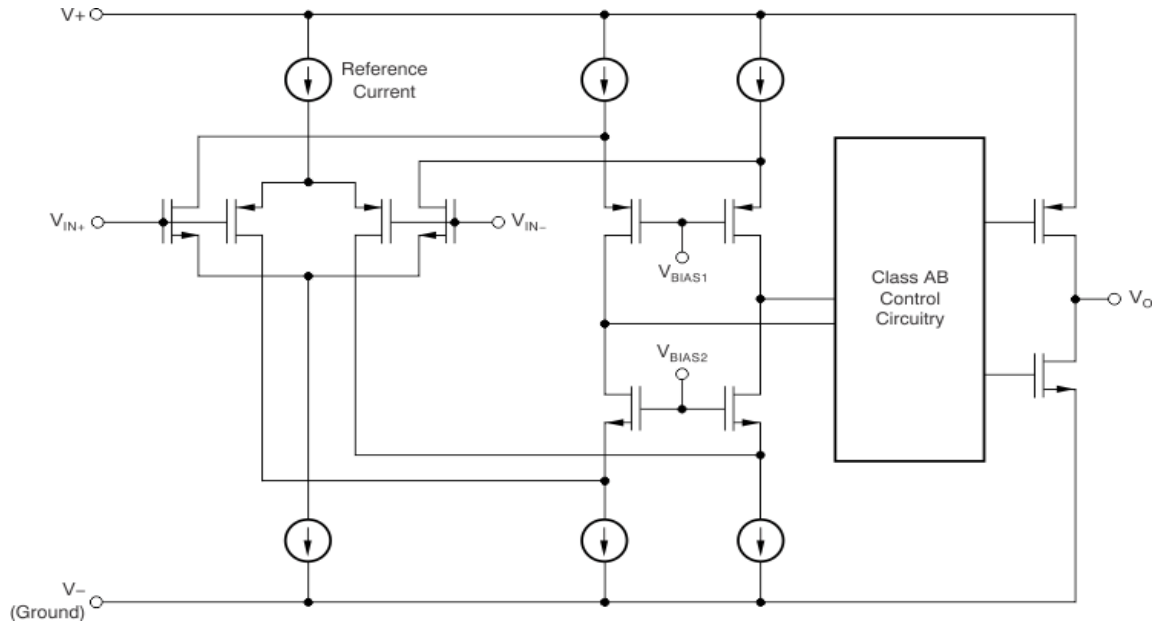 V+
Reference
Current
VIN+
VIN−
VBIAS1
Class AB
Control
Circuitry
VO
VBIAS2
V−
(Ground)